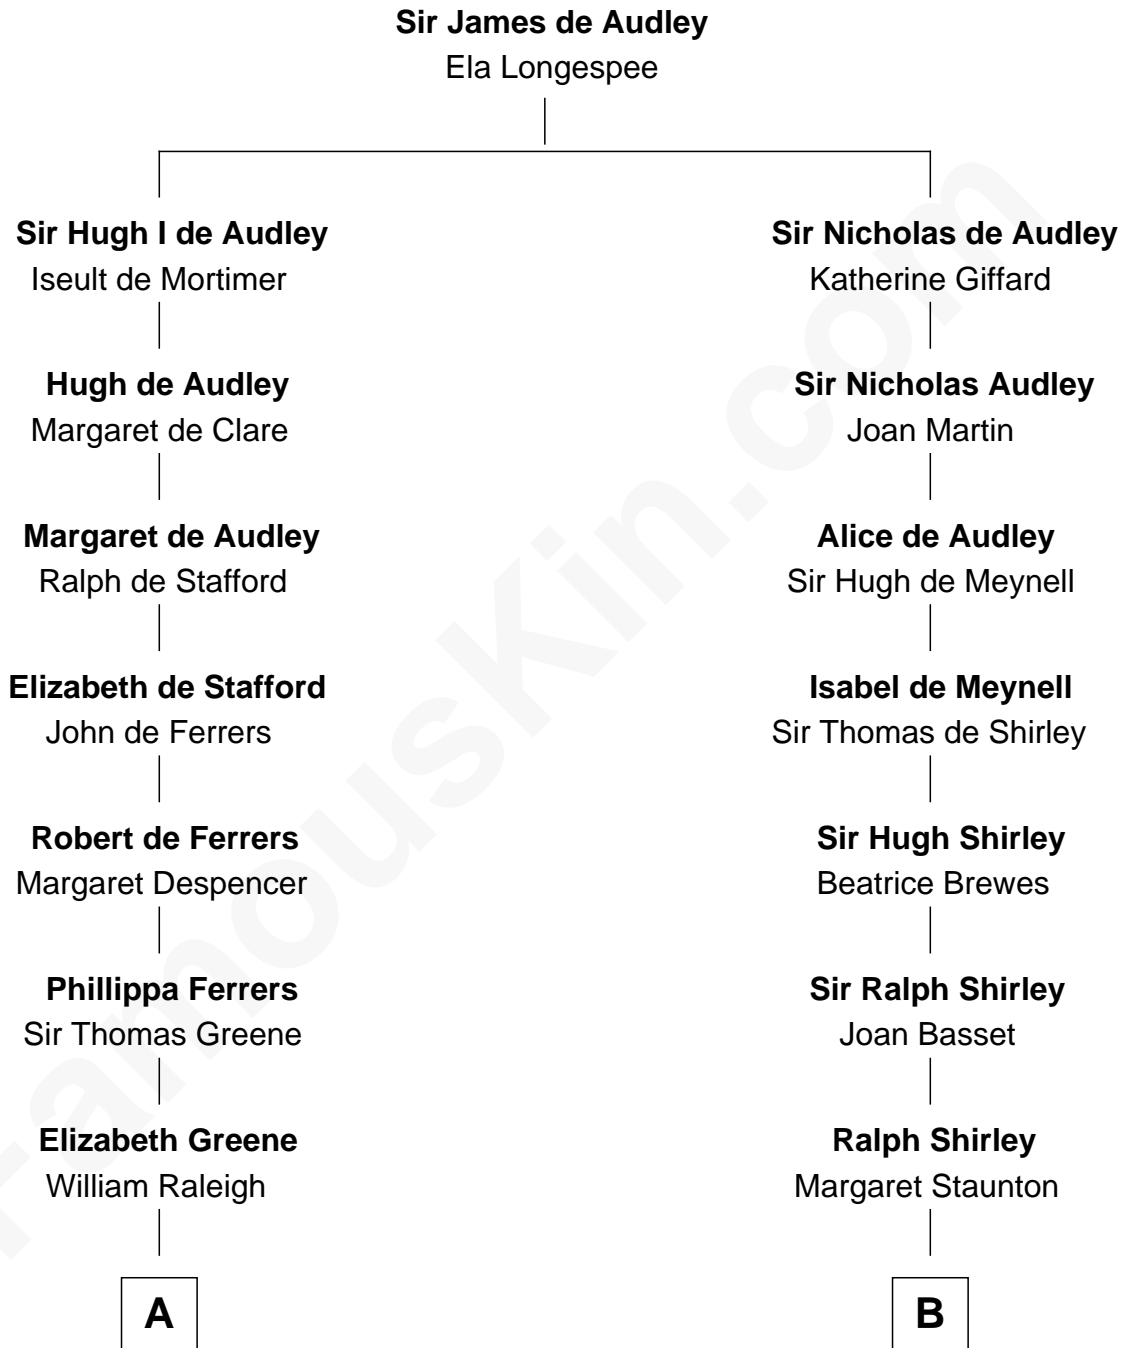 Sir James de Audley
Ela Longespee
Sir Hugh I de Audley
Iseult de Mortimer
Sir Nicholas de Audley
Katherine Giffard
Hugh de Audley
Margaret de Clare
Sir Nicholas Audley
Joan Martin
Margaret de Audley
Ralph de Stafford
Alice de Audley
Sir Hugh de Meynell
Elizabeth de Stafford
John de Ferrers
Isabel de Meynell
Sir Thomas de Shirley
Robert de Ferrers
Margaret Despencer
Sir Hugh Shirley
Beatrice Brewes
Phillippa Ferrers
Sir Thomas Greene
Sir Ralph Shirley
Joan Basset
Elizabeth Greene
William Raleigh
Ralph Shirley
Margaret Staunton
A
B
FamousKin.com